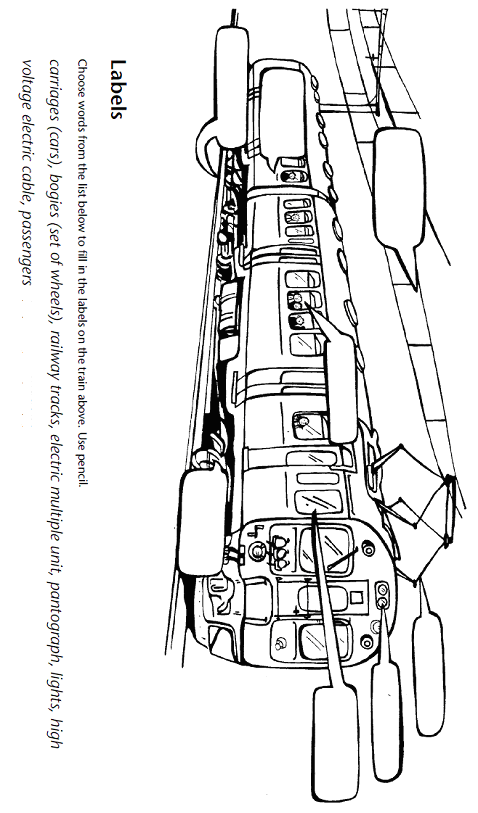 Labels
Choose words from the list below to fill in the labels on the train above. Use pencil.
carriages (cars), bogies (set of wheels), railway tracks, electric multiple unit, pantograph, lights, high
voltage electric cable, passengers